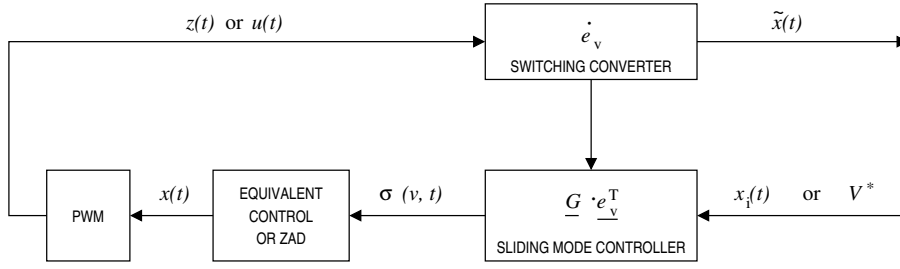 z(t) or u(t)
ė_v
SWITCHING CONVERTER
x̃(t)
PWM
x(t)
EQUIVALENT
CONTROL
OR ZAD
σ (v, t)
G · e_v^T
SLIDING MODE CONTROLLER
x_i(t) or V*